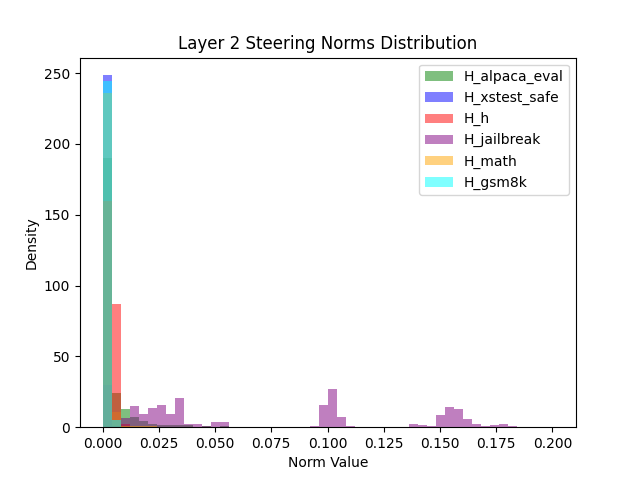 Layer 2 Steering Norms Distribution
250
200
150
100
50
0
Density
H_alpaca_eval
H_xstest_safe
H_h
H_jailbreak
H_math
H_gsm8k
0.000 0.025 0.050 0.075 0.100 0.125 0.150 0.175 0.200
Norm Value